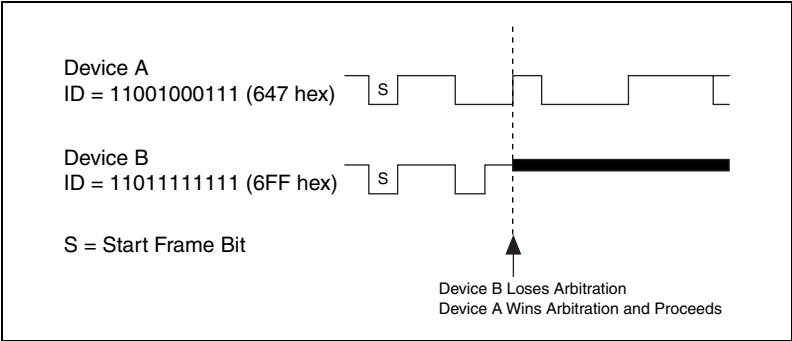 Device A
ID = 11001000111 (647 hex)
S
Device B
ID = 11011111111 (6FF hex)
S
S = Start Frame Bit
Device B Loses Arbitration
Device A Wins Arbitration and Proceeds